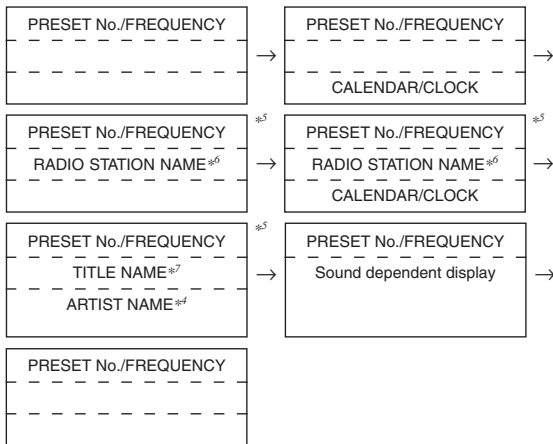 PRESET No./FREQUENCY
→
PRESET No./FREQUENCY
CALENDAR/CLOCK
→
PRESET No./FREQUENCY
RADIO STATION NAME*6
*5
→
PRESET No./FREQUENCY
RADIO STATION NAME*6
CALENDAR/CLOCK
*5
→
PRESET No./FREQUENCY
TITLE NAME*7
ARTIST NAME*4
*5
→
PRESET No./FREQUENCY
Sound dependent display
→
PRESET No./FREQUENCY